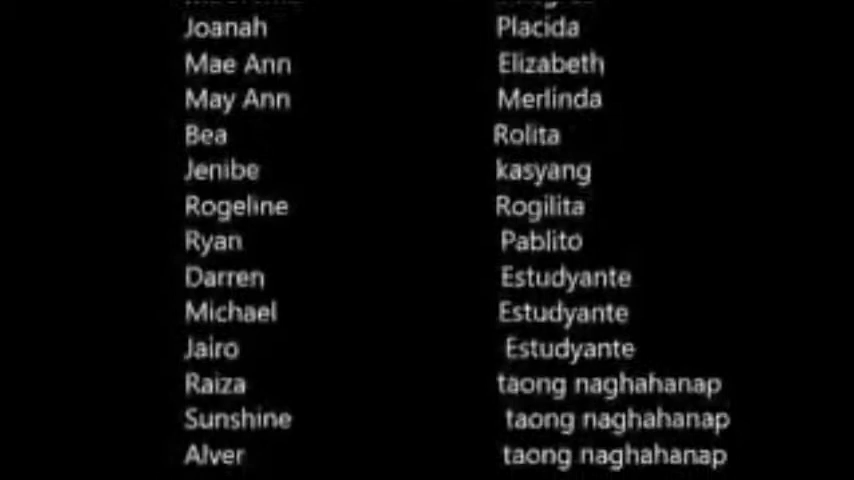 Joanah Placida
Mae Ann Elizabeth
May Ann Merlinda
Bea Rolita
Jenibe kasyang
Rogeline Rogilita
Ryan Pablito
Darren Estudyante
Michael Estudyante
Jairo Estudyante
Raiza taong naghahanap
Sunshine taong naghahanap
Alver taong naghahanap